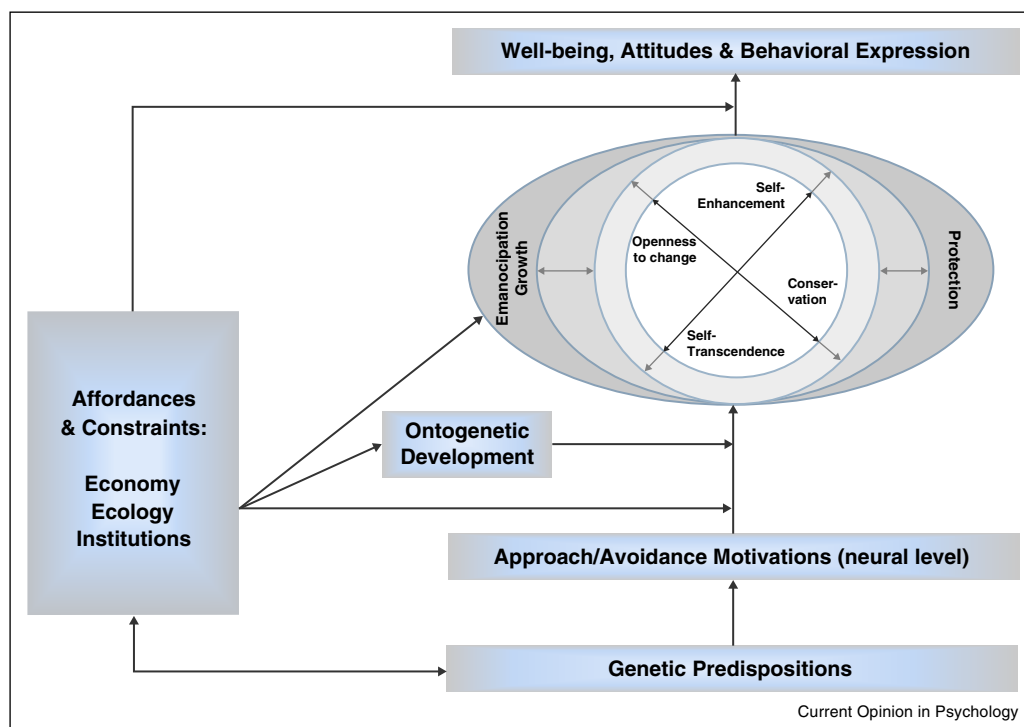 Well-being, Attitudes & Behavioral Expression
Self-
Enhancement
Openness
to change
Emanocipation
Growth
Protection
Conser-
vation
Self-
Transcendence
Affordances
& Constraints:
Economy
Ecology
Institutions
Ontogenetic
Development
Approach/Avoidance Motivations (neural level)
Genetic Predispositions
Current Opinion in Psychology